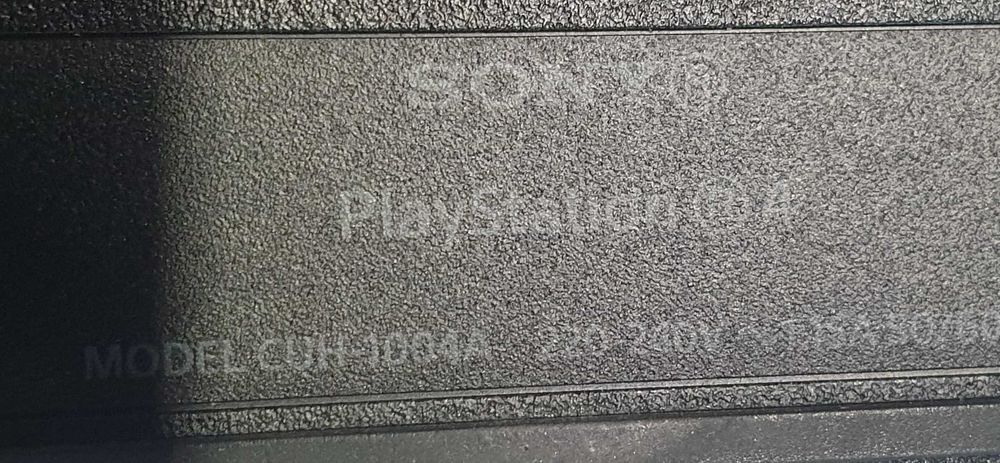 SONY®
PlayStation®4
MODEL CUH-1004A 220-240V